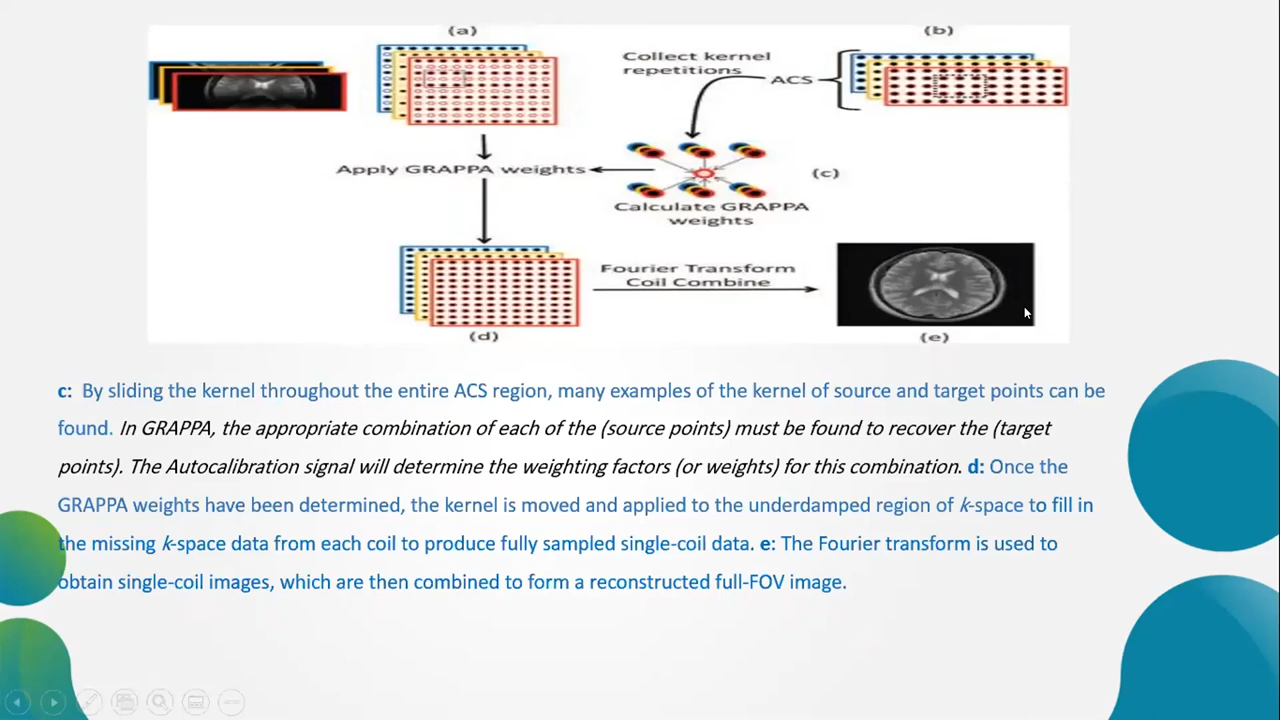 (a)
(b)
Collect kernel
repetitions
ACS
Apply GRAPPA weights
(c)
Calculate GRAPPA
weights
Fourier Transform
Coil Combine
(d)
(e)
c: By sliding the kernel throughout the entire ACS region, many examples of the kernel of source and target points can be
found. In GRAPPA, the appropriate combination of each of the (source points) must be found to recover the (target
points). The Autocalibration signal will determine the weighting factors (or weights) for this combination. d: Once the
GRAPPA weights have been determined, the kernel is moved and applied to the underdamped region of k-space to fill in
the missing k-space data from each coil to produce fully sampled single-coil data. e: The Fourier transform is used to
obtain single-coil images, which are then combined to form a reconstructed full-FOV image.